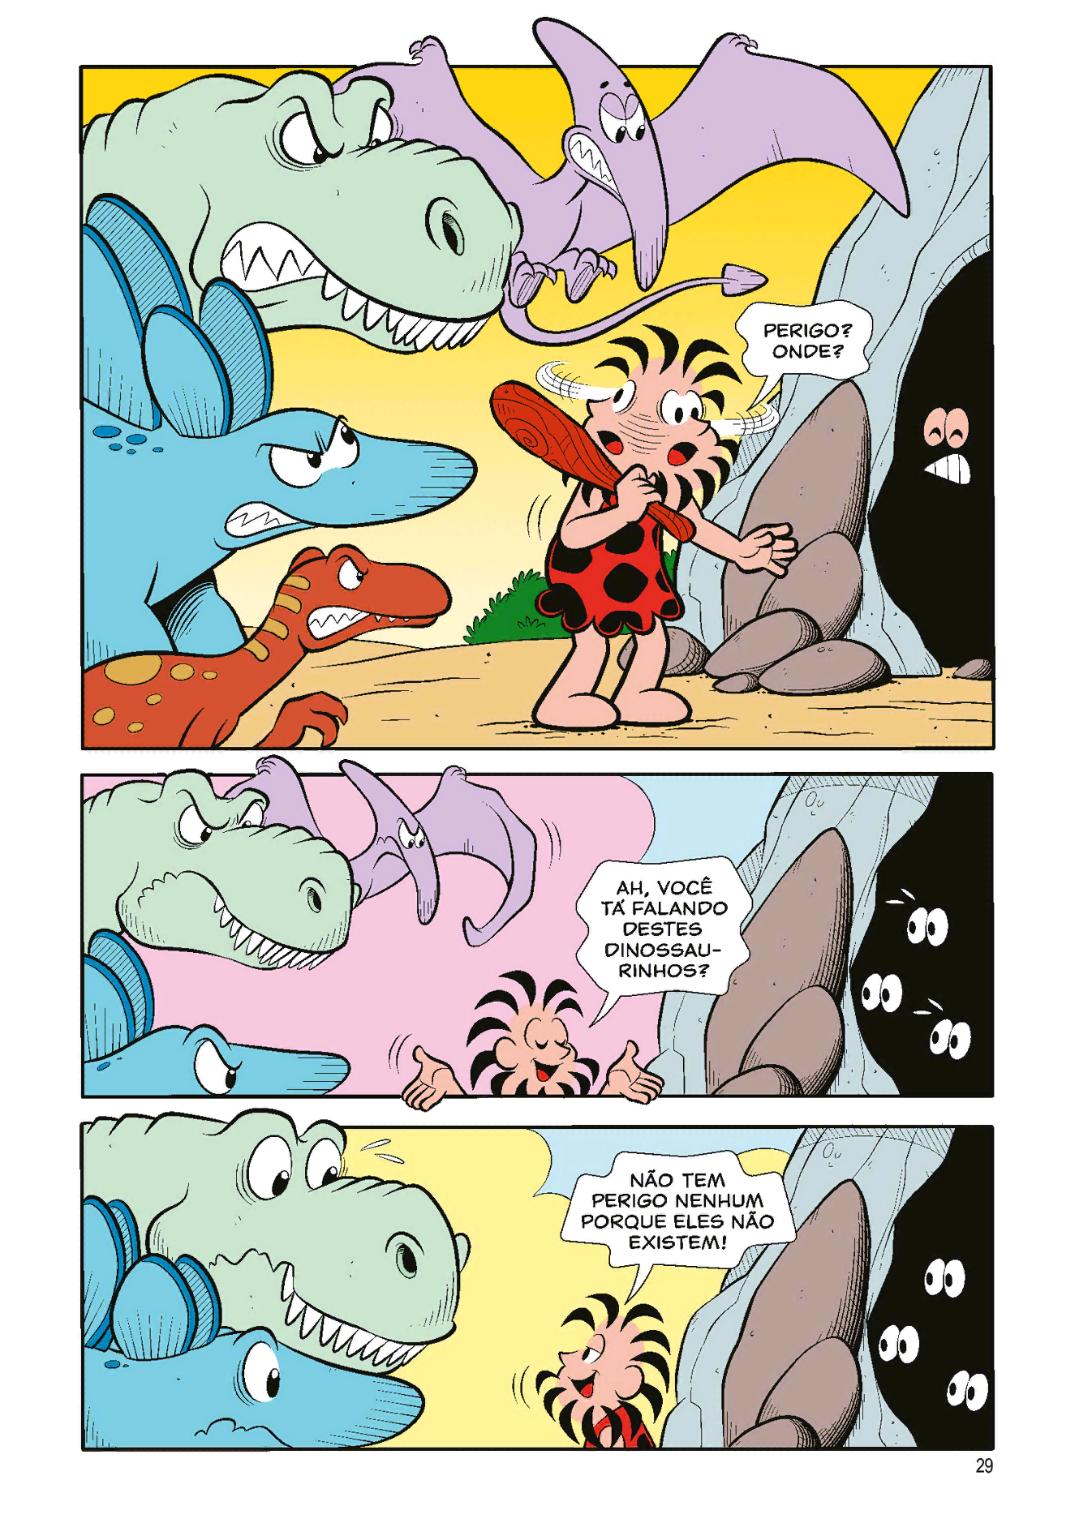 PERIGO?
ONDE?
AH, VOCÊ
TÁ FALANDO
DESTES
DINOSSAU-
RINHOS?
NÃO TEM
PERIGO NENHUM
PORQUE ELES NÃO
EXISTEM!
29